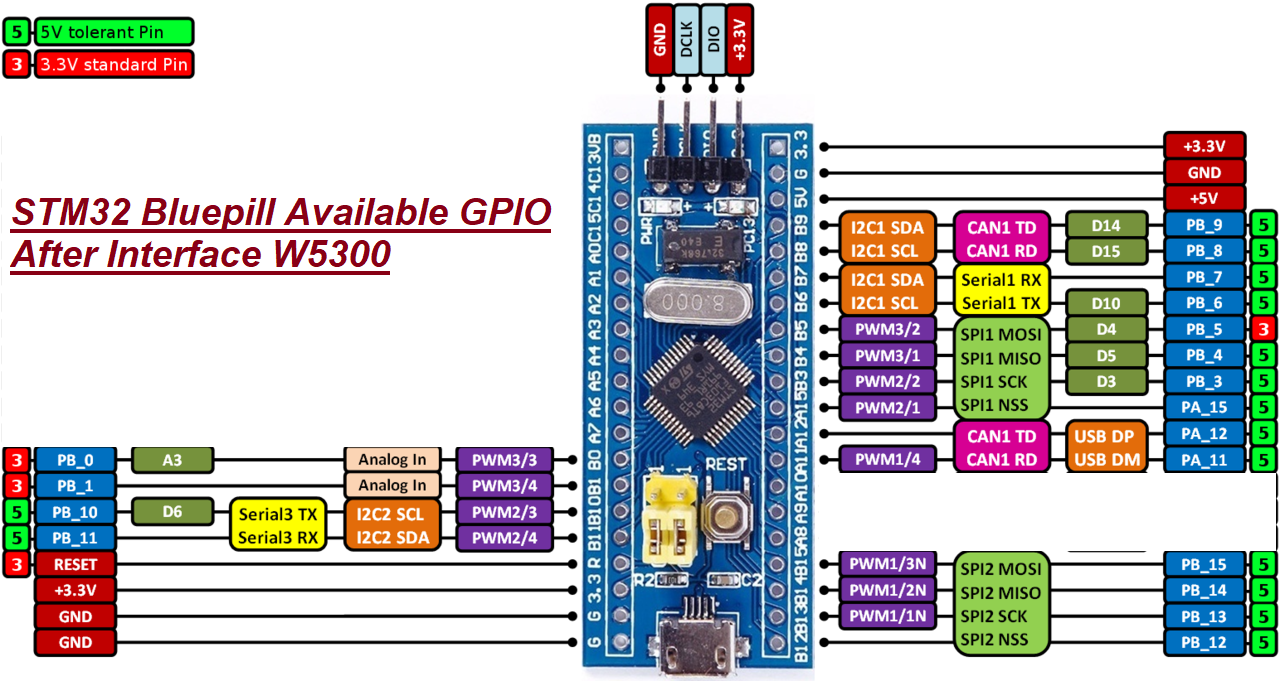 5 5V tolerant Pin
3 3.3V standard Pin
GND DCLK DIO +3.3V
STM32 Bluepill Available GPIO
After Interface W5300
+3.3V
GND
+5V
I2C1 SDA CAN1 TD D14 PB_9 5
I2C1 SCL CAN1 RD D15 PB_8 5
I2C1 SDA Serial1 RX PB_7 5
I2C1 SCL Serial1 TX D10 PB_6 5
PWM3/2 SPI1 MOSI D4 PB_5 3
PWM3/1 SPI1 MISO D5 PB_4 5
PWM2/2 SPI1 SCK D3 PB_3 5
PWM2/1 SPI1 NSS PA_15 5
CAN1 TD USB DP PA_12 5
PWM1/4 CAN1 RD USB DM PA_11 5
3 PB_0 A3 Analog In PWM3/3
3 PB_1 Analog In PWM3/4
5 PB_10 D6 Serial3 TX I2C2 SCL PWM2/3
5 PB_11 Serial3 RX I2C2 SDA PWM2/4
3 RESET
+3.3V
GND
GND
PWM1/3N SPI2 MOSI PB_15 5
PWM1/2N SPI2 MISO PB_14 5
PWM1/1N SPI2 SCK PB_13 5
SPI2 NSS PB_12 5
G G 3.3 R B11 B10 B1 B0 A7 A6 A5 A4 A3 A2 A1 A0 C15 C14 C13 VB
B12 B13 B14 B15 A8 A9 A10 A11 A12 A15 B3 B4 B5 B6 B7 B8 B9 5V G 3.3
PWR
PC13
8.000
REST
R2
C2